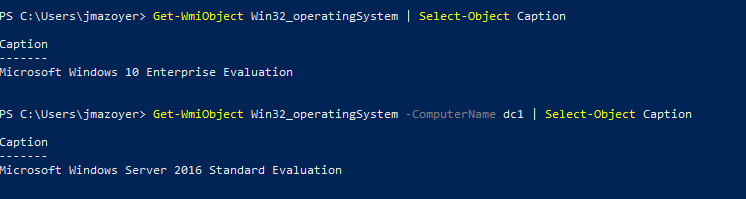 PS C:\Users\jmazoyer> Get-WmiObject Win32_operatingSystem | Select-Object Caption
Caption
-------
Microsoft Windows 10 Enterprise Evaluation
PS C:\Users\jmazoyer> Get-WmiObject Win32_operatingSystem -ComputerName dc1 | Select-Object Caption
Caption
-------
Microsoft Windows Server 2016 Standard Evaluation